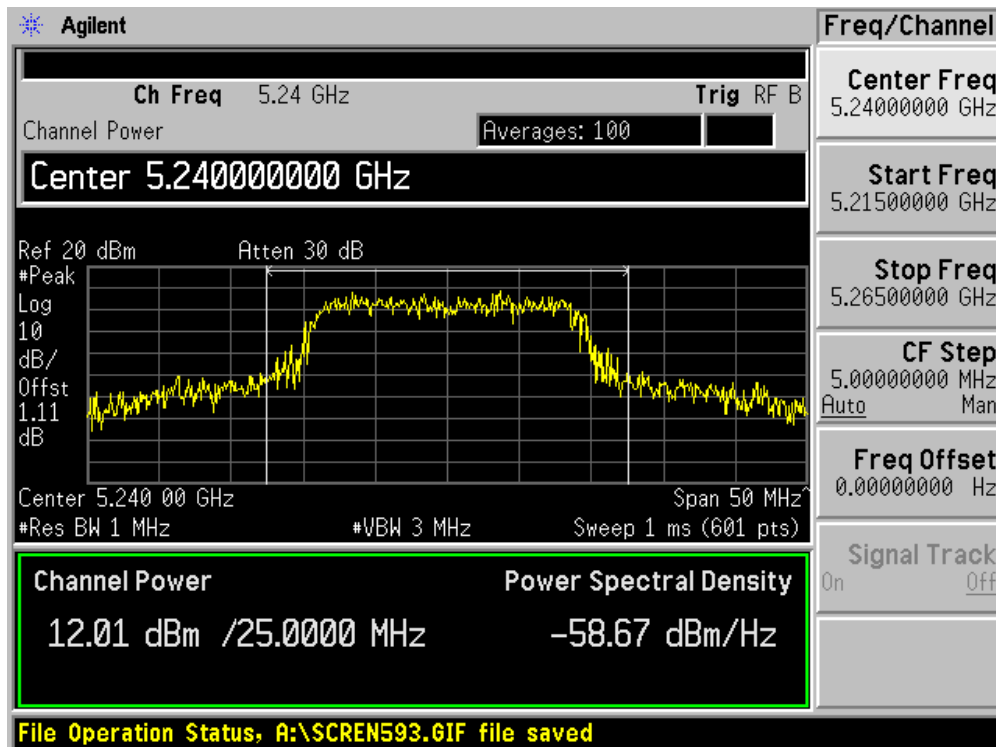 Agilent
Freq/Channel
Ch Freq 5.24 GHz Trig RF B
Channel Power Averages: 100
Center 5.240000000 GHz
Ref 20 dBm Atten 30 dB
#Peak
Log
10
dB/
Offst
1.11
dB
Center 5.240 00 GHz Span 50 MHz^
#Res BW 1 MHz #VBW 3 MHz Sweep 1 ms (601 pts)
Channel Power Power Spectral Density
12.01 dBm /25.0000 MHz -58.67 dBm/Hz
File Operation Status, A:\SCREN593.GIF file saved
Center Freq
5.24000000 GHz
Start Freq
5.21500000 GHz
Stop Freq
5.26500000 GHz
CF Step
5.00000000 MHz
Auto Man
Freq Offset
0.00000000 Hz
Signal Track
On Off